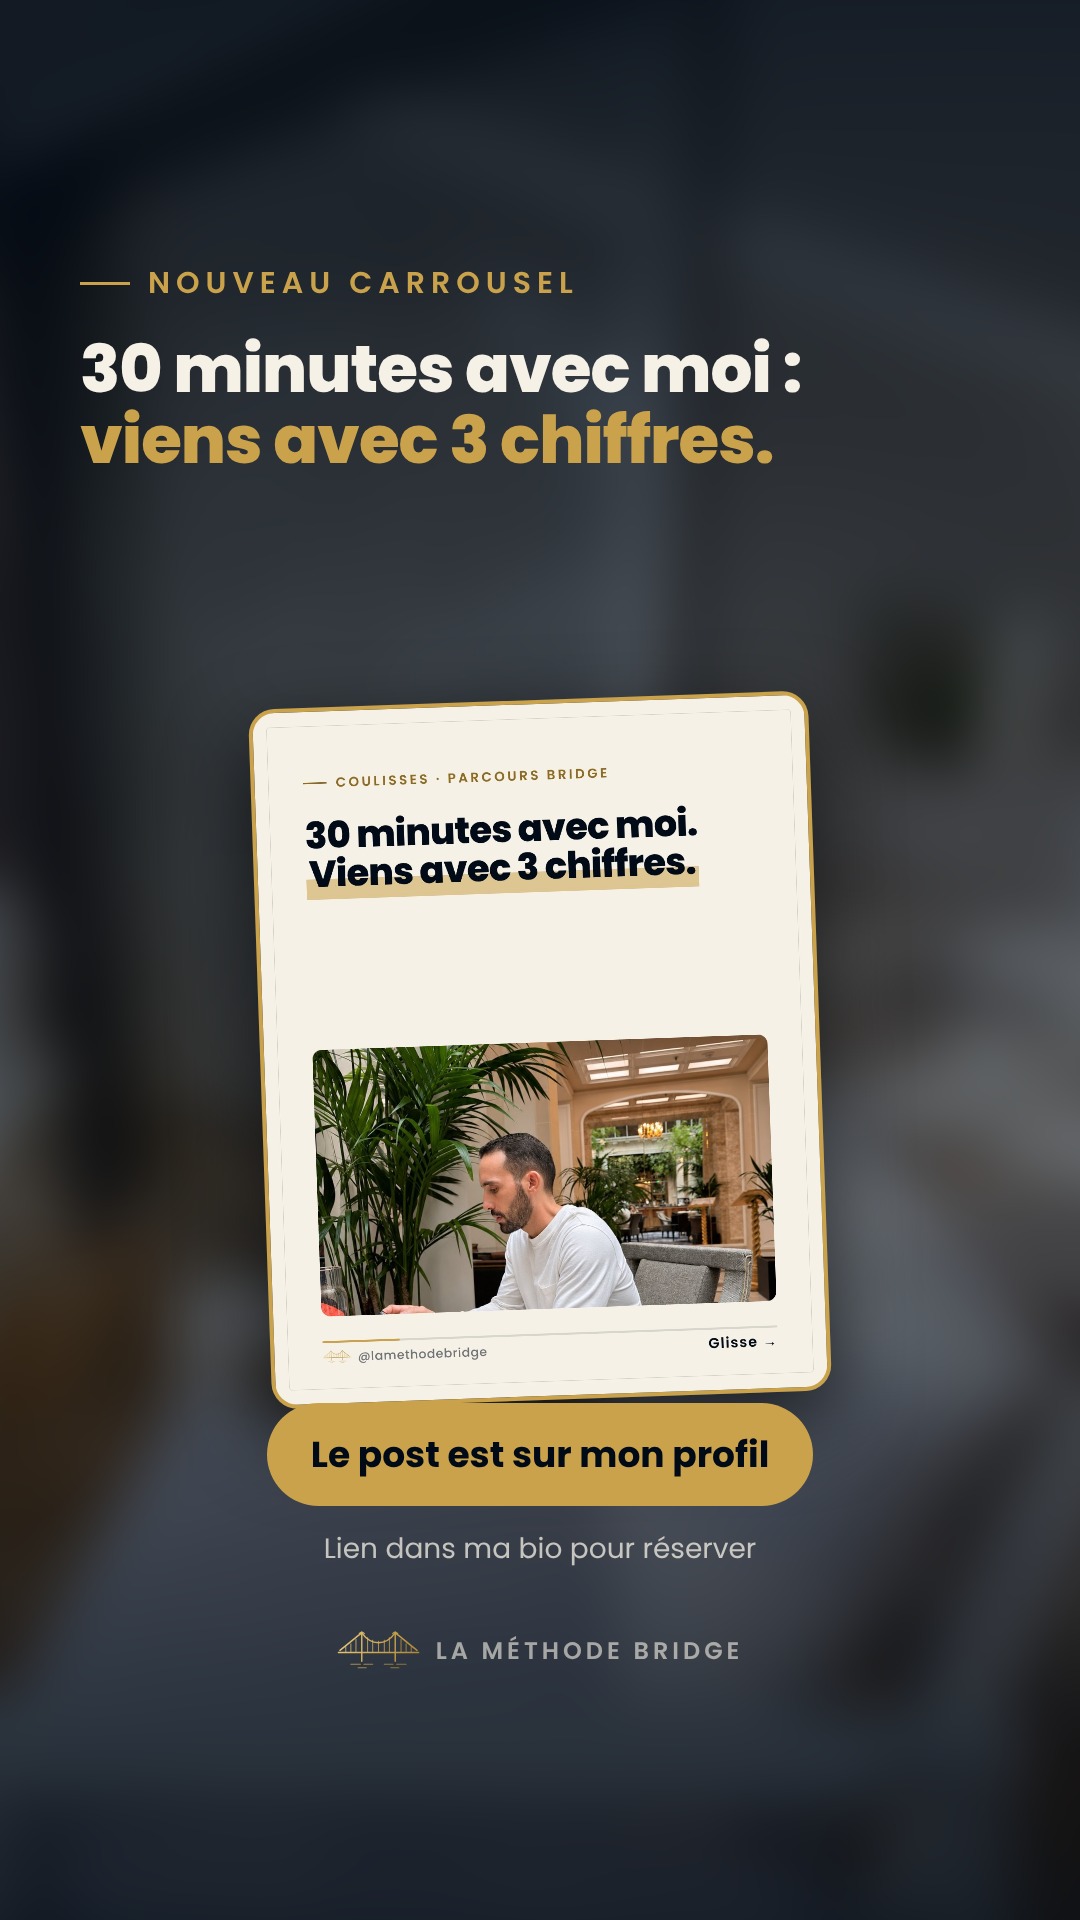 NOUVEAU CARROUSEL
30 minutes avec moi :
viens avec 3 chiffres.
COULISSES · PARCOURS BRIDGE
30 minutes avec moi.
Viens avec 3 chiffres.
@lamethodebridge
Glisse →
Le post est sur mon profil
Lien dans ma bio pour réserver
LA MÉTHODE BRIDGE